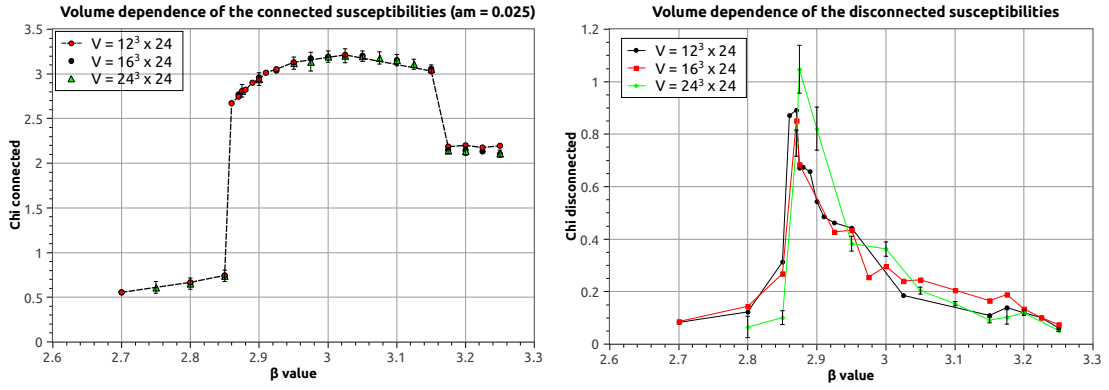 Volume dependence of the connected susceptibilities (am = 0.025)
V = 12³ x 24
V = 16³ x 24
V = 24³ x 24
Chi connected
3.5
3
2.5
2
1.5
1
0.5
0
2.6 2.7 2.8 2.9 3 3.1 3.2 3.3
β value
Volume dependence of the disconnected susceptibilities
V = 12³ x 24
V = 16³ x 24
V = 24³ x 24
Chi disconnected
1.2
1
0.8
0.6
0.4
0.2
0
2.6 2.7 2.8 2.9 3 3.1 3.2 3.3
β value